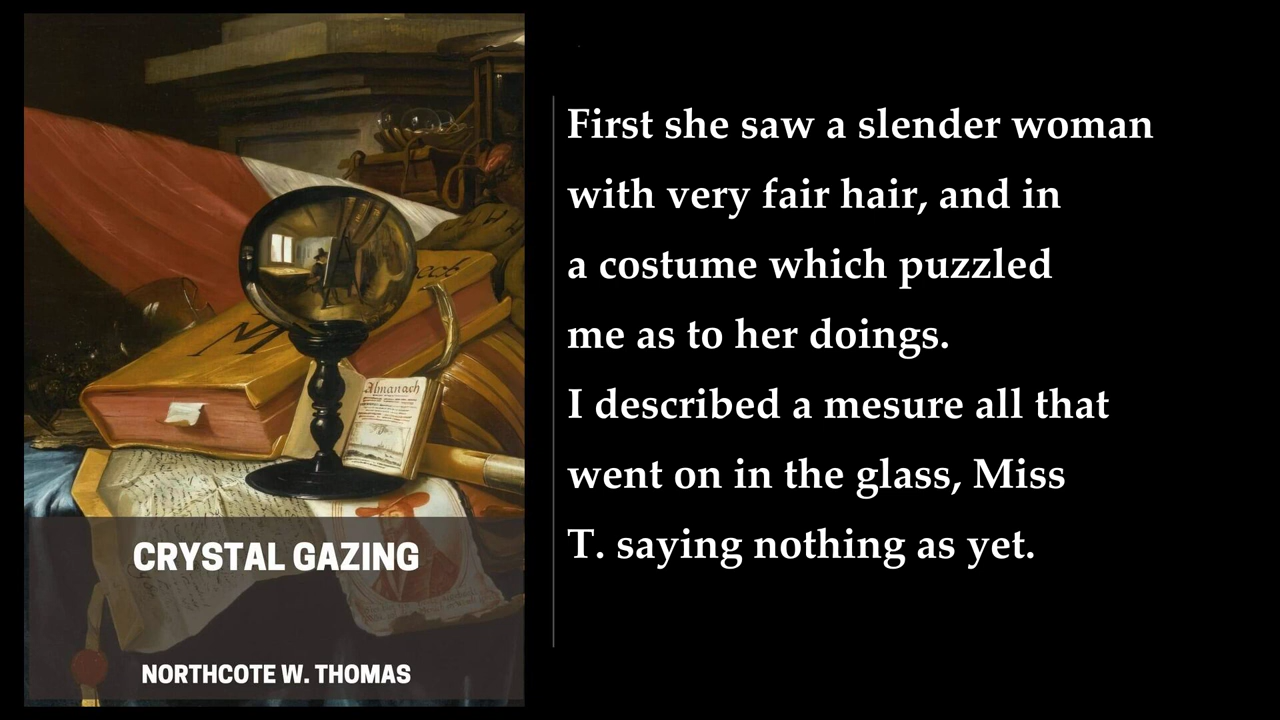 Almanach
M
CRYSTAL GAZING
NORTHCOTE W. THOMAS
First she saw a slender woman
with very fair hair, and in
a costume which puzzled
me as to her doings.
I described a mesure all that
went on in the glass, Miss
T. saying nothing as yet.